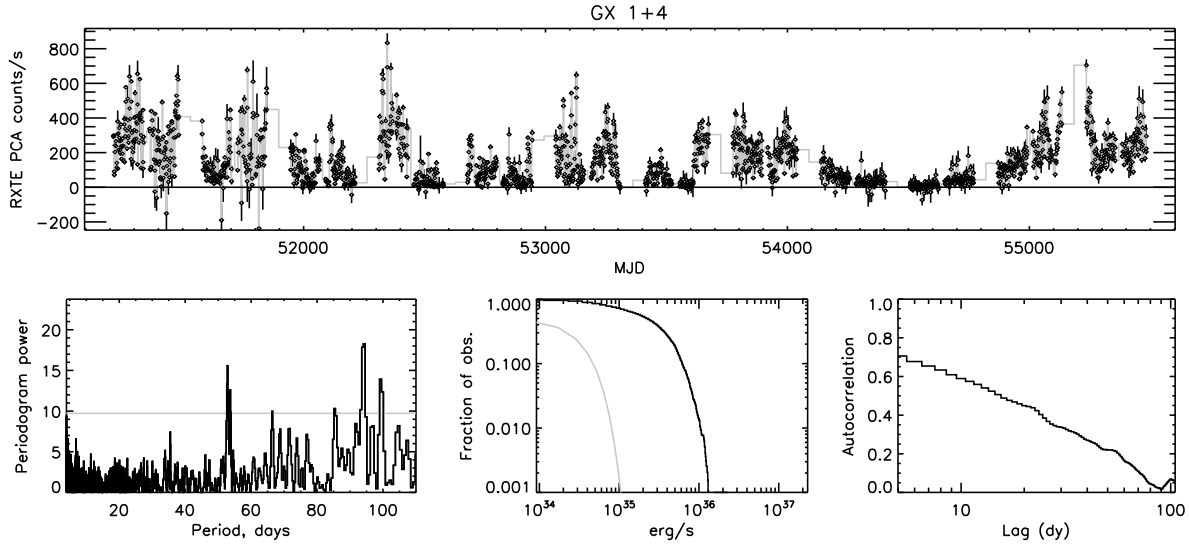 GX 1+4
RXTE PCA counts/s
800
600
400
200
0
−200
52000 53000 54000 55000
MJD
Periodogram power
20
15
10
5
0
20 40 60 80 100
Period, days
Fraction of obs.
1.000
0.100
0.010
0.001
10^34 10^35 10^36 10^37
erg/s
Autocorrelation
1.0
0.8
0.6
0.4
0.2
0.0
10 100
Lag (dy)